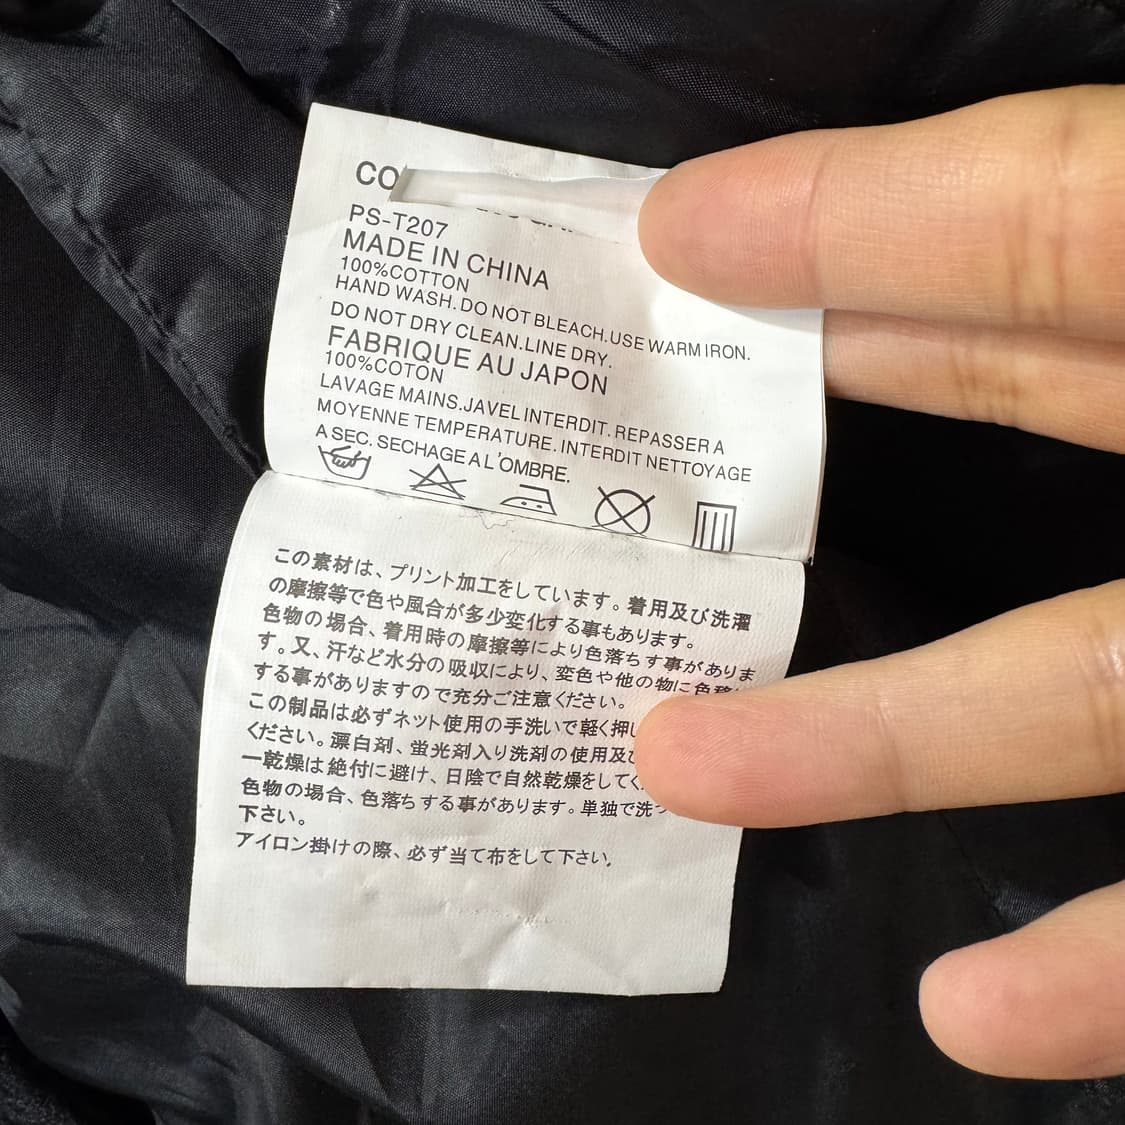 CO
PS-T207
MADE IN CHINA
100%COTTON
HAND WASH.DO NOT BLEACH.USE WARM IRON.
DO NOT DRY CLEAN.LINE DRY.
FABRIQUE AU JAPON
100%COTON
LAVAGE MAINS.JAVEL INTERDIT.REPASSER A
MOYENNE TEMPERATURE.INTERDIT NETTOYAGE
A SEC.SECHAGE A L'OMBRE.
この素材は、プリント加工をしています。着用及び洗濯
の摩擦等で色や風合が多少変化する事もあります。
色物の場合、着用時の摩擦等により色落ちす事がありま
す。又、汗など水分の吸収により、変色や他の物に色移
する事がありますので充分ご注意ください。
この制品は必ずネット使用の手洗いで軽く押
ください。漂白剤、蛍光剤入り洗剤の使用及び
一乾燥は絶付に避け、日陰で自然乾燥をしてく
色物の場合、色落ちする事があります。単独で洗っ
下さい。
アイロン掛けの際、必ず当て布をして下さい。